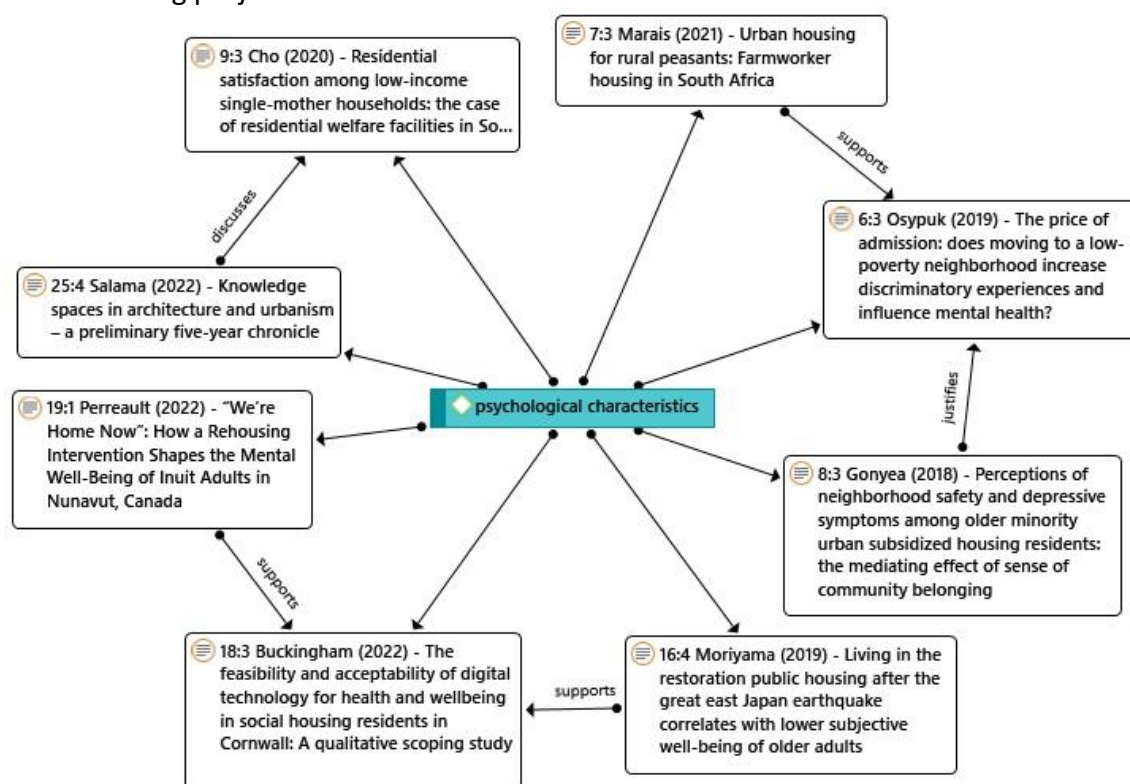 9:3 Cho (2020) - Residential
satisfaction among low-income
single-mother households: the case
of residential welfare facilities in So...
7:3 Marais (2021) - Urban housing
for rural peasants: Farmworker
housing in South Africa
supports
discusses
6:3 Osypuk (2019) - The price of
admission: does moving to a low-
poverty neighborhood increase
discriminatory experiences and
influence mental health?
25:4 Salama (2022) - Knowledge
spaces in architecture and urbanism
– a preliminary five-year chronicle
psychological characteristics
19:1 Perreault (2022) - “We’re
Home Now”: How a Rehousing
Intervention Shapes the Mental
Well-Being of Inuit Adults in
Nunavut, Canada
justifies
8:3 Gonyea (2018) - Perceptions of
neighborhood safety and depressive
symptoms among older minority
urban subsidized housing residents:
the mediating effect of sense of
community belonging
supports
18:3 Buckingham (2022) - The
feasibility and acceptability of digital
technology for health and wellbeing
in social housing residents in
Cornwall: A qualitative scoping study
supports
16:4 Moriyama (2019) - Living in the
restoration public housing after the
great east Japan earthquake
correlates with lower subjective
well-being of older adults